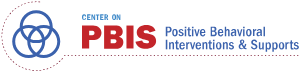 CENTER ON
PBIS
Positive Behavioral
Interventions & Supports